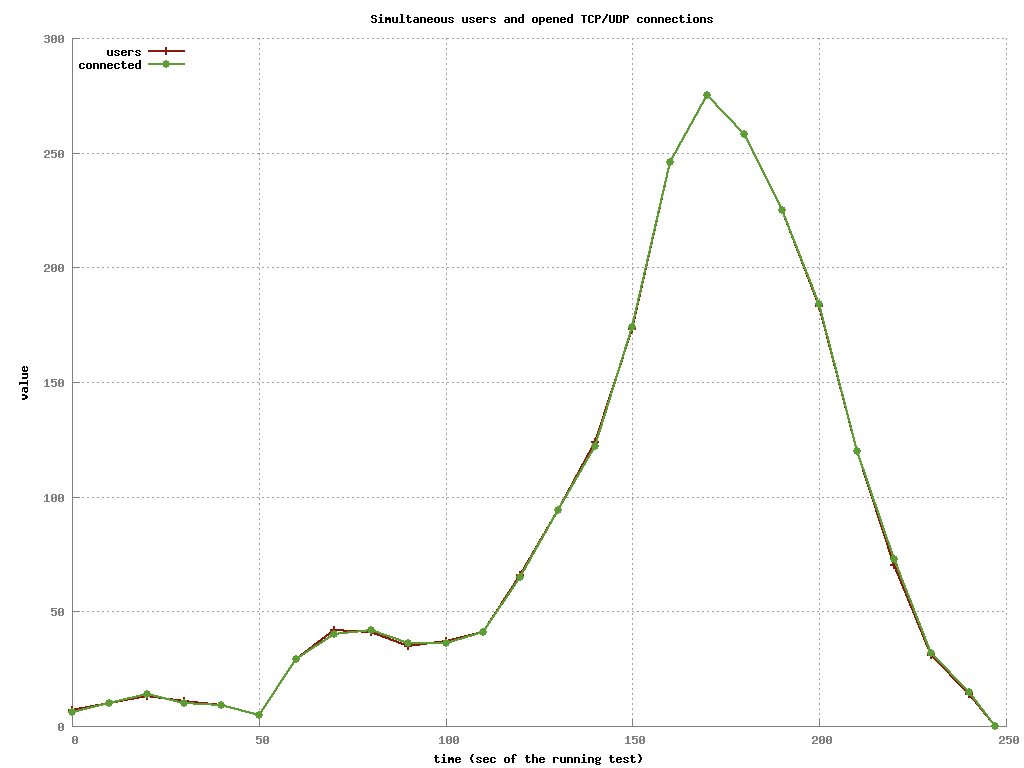 Simultaneous users and opened TCP/UDP connections
300
users
connected
250
200
value
150
100
50
0
0 50 100 150 200 250
time (sec of the running test)